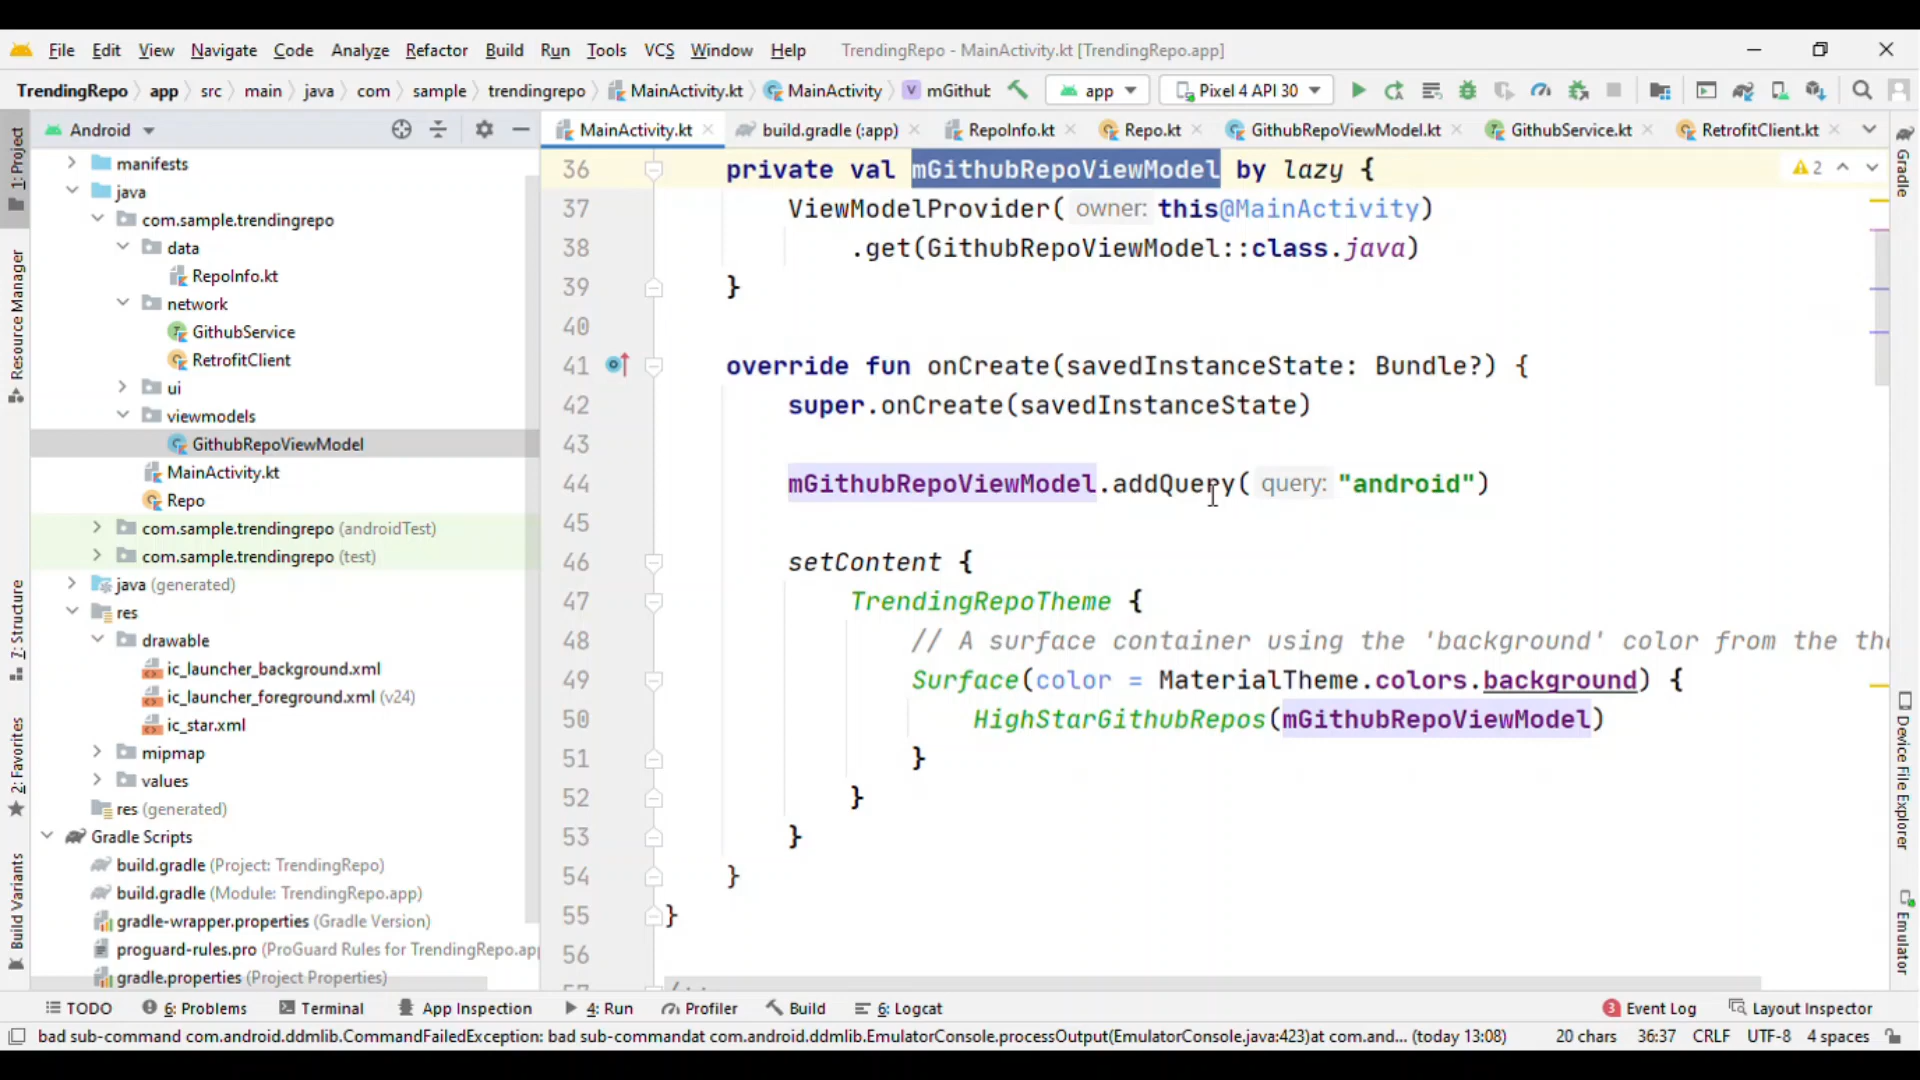 File Edit View Navigate Code Analyze Refactor Build Run Tools VCS Window Help TrendingRepo - MainActivity.kt [TrendingRepo.app]
TrendingRepo app src main java com sample trendingrepo MainActivity.kt MainActivity mGithub app Pixel 4 API 30
Android
MainActivity.kt build.gradle (:app) RepoInfo.kt Repo.kt GithubRepoViewModel.kt GithubService.kt RetrofitClient.kt
1: Project
Resource Manager
7: Structure
2: Favorites
Build Variants
manifests
java
com.sample.trendingrepo
data
RepoInfo.kt
network
GithubService
RetrofitClient
ui
viewmodels
GithubRepoViewModel
MainActivity.kt
Repo
com.sample.trendingrepo (androidTest)
com.sample.trendingrepo (test)
java (generated)
res
drawable
ic_launcher_background.xml
ic_launcher_foreground.xml (v24)
ic_star.xml
mipmap
values
res (generated)
Gradle Scripts
build.gradle (Project: TrendingRepo)
build.gradle (Module: TrendingRepo.app)
gradle-wrapper.properties (Gradle Version)
proguard-rules.pro (ProGuard Rules for TrendingRepo.app
gradle.properties (Project Properties)
36 private val mGithubRepoViewModel by lazy {
37 ViewModelProvider( owner: this@MainActivity)
38 .get(GithubRepoViewModel::class.java)
39 }
40
41 override fun onCreate(savedInstanceState: Bundle?) {
42 super.onCreate(savedInstanceState)
43
44 mGithubRepoViewModel.addQuery( query: "android")
45
46 setContent {
47 TrendingRepoTheme {
48 // A surface container using the 'background' color from the the
49 Surface(color = MaterialTheme.colors.background) {
50 HighStarGithubRepos(mGithubRepoViewModel)
51 }
52 }
53 }
54 }
55 }
56
2
Gradle
Device File Explorer
Emulator
TODO 6: Problems Terminal App Inspection 4: Run Profiler Build 6: Logcat 3 Event Log Layout Inspector
bad sub-command com.android.ddmlib.CommandFailedException: bad sub-commandat com.android.ddmlib.EmulatorConsole.processOutput(EmulatorConsole.java:423)at com.and... (today 13:08) 20 chars 36:37 CRLF UTF-8 4 spaces